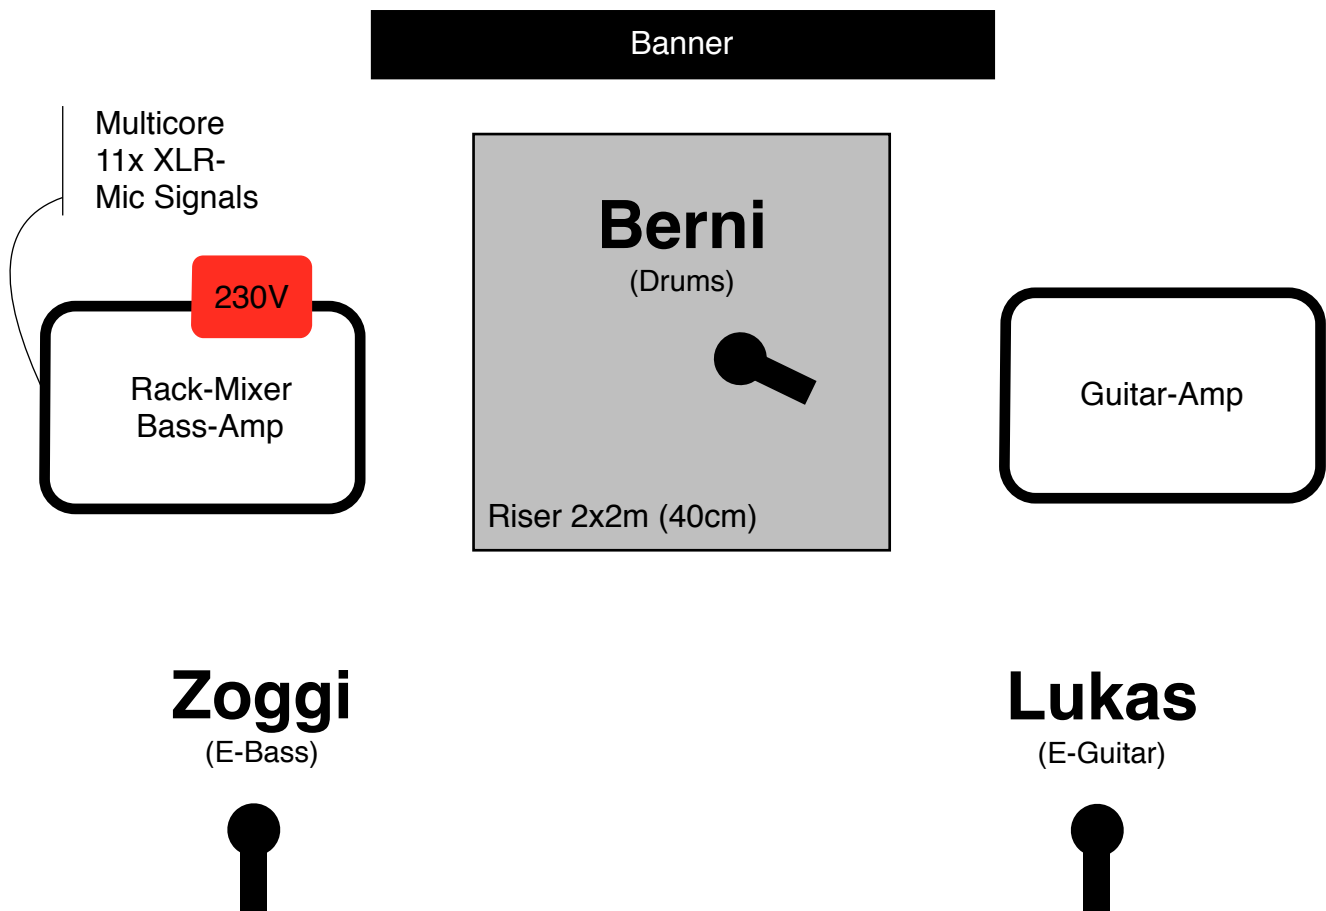 Banner
Multicore
11x XLR-
Mic Signals
Berni
(Drums)
230V
Rack-Mixer
Bass-Amp
Guitar-Amp
Riser 2x2m (40cm)
Zoggi
(E-Bass)
Lukas
(E-Guitar)